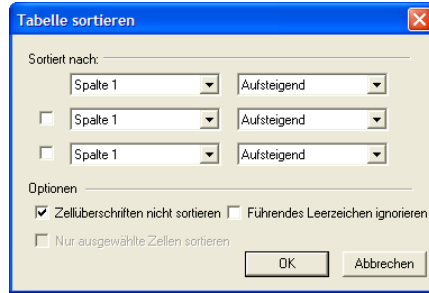 Tabelle sortieren
Sortiert nach:
Spalte 1 Aufsteigend
Spalte 1 Aufsteigend
Spalte 1 Aufsteigend
Optionen
Zellüberschriften nicht sortieren Führendes Leerzeichen ignorieren
Nur ausgewählte Zellen sortieren
OK Abbrechen